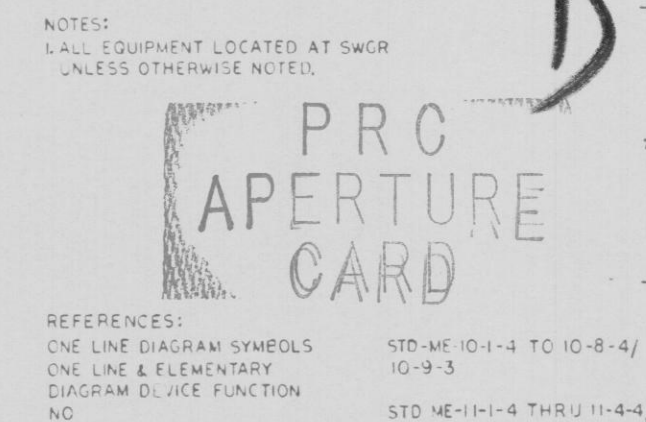 NOTES:
1. ALL EQUIPMENT LOCATED AT SWGR
UNLESS OTHERWISE NOTED.
PRC
APERTURE
CARD
REFERENCES:
ONE LINE DIAGRAM SYMBOLS STD-ME-10-1-4 TO 10-8-4/
ONE LINE & ELEMENTARY 10-9-3
DIAGRAM DEVICE FUNCTION
NO STD ME-11-1-4 THRU 11-4-4